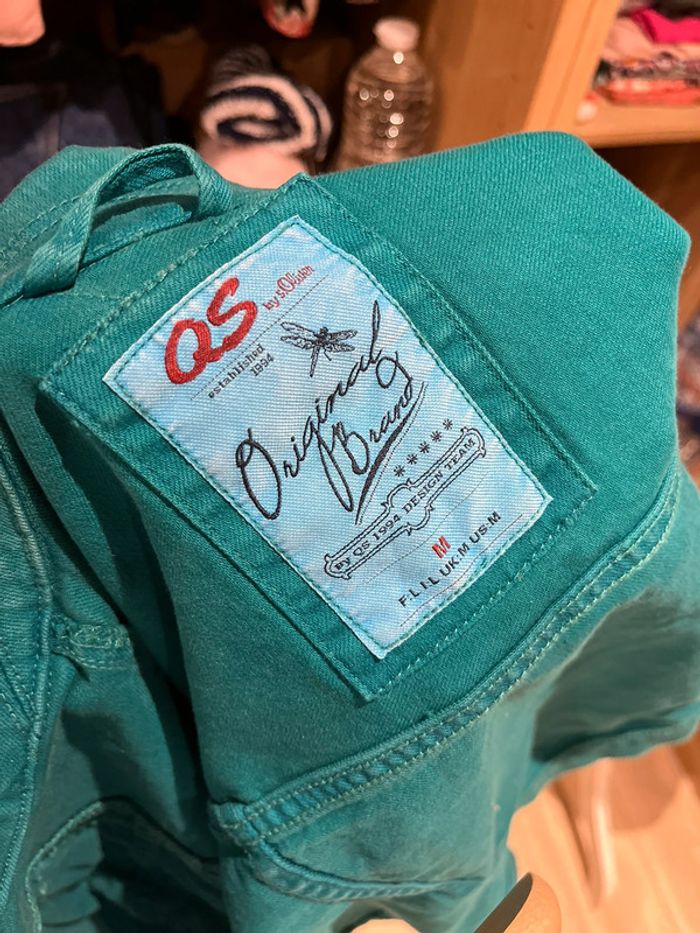 QS by s.Oliver
established
1994
Original
Brand
*****
By QS 1994 DESIGN TEAM
M
F-L I-L UK-M US-M